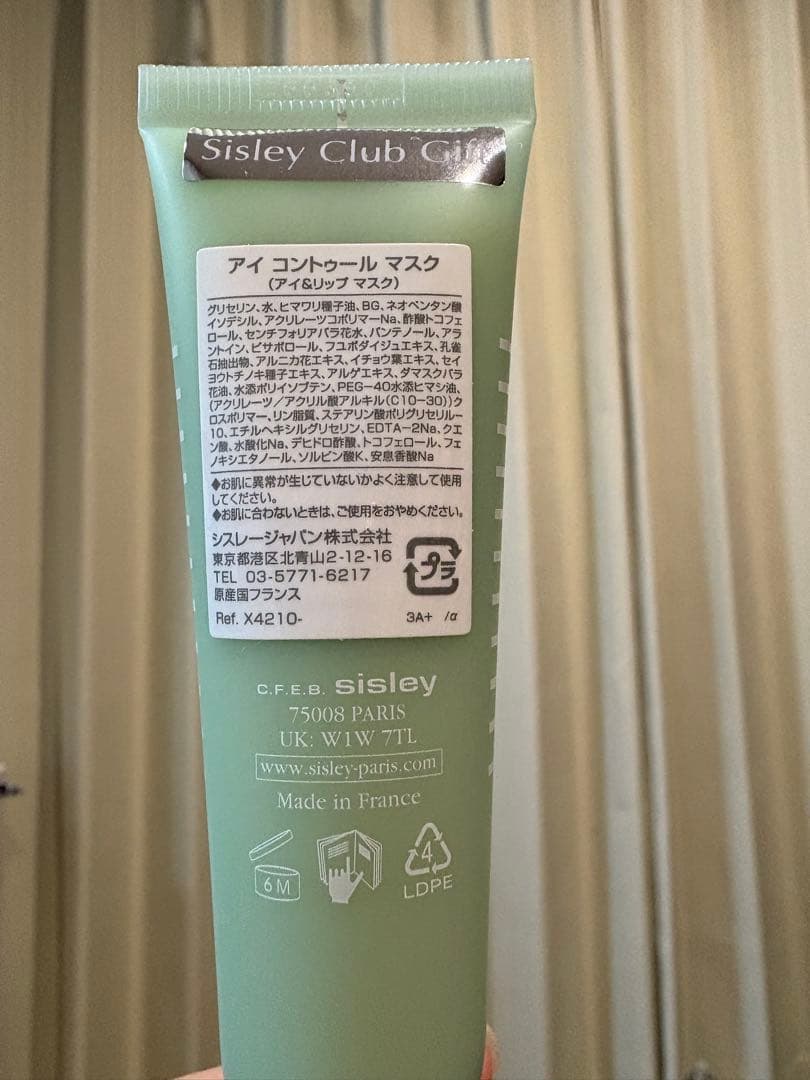 Sisley Club Gift
アイ コントゥール マスク
(アイ&リップ マスク)
グリセリン、水、ヒマワリ種子油、BG、ネオペンタン酸
イソデシル、アクリレーツコポリマーNa、酢酸トコフェ
ロール、センチフォリアバラ花水、パンテノール、アラ
ントイン、ビサボロール、フユボダイジュエキス、孔雀
石抽出物、アルニカ花エキス、イチョウ葉エキス、セイ
ヨウトチノキ種子エキス、アルゲエキス、ダマスクバラ
花油、水添ポリイソブテン、PEG-40水添ヒマシ油、
(アクリレーツ/アクリル酸アルキル(C10-30))ク
ロスポリマー、リン脂質、ステアリン酸ポリグリセリル-
10、エチルヘキシルグリセリン、EDTA-2Na、クエ
ン酸、水酸化Na、デヒドロ酢酸、トコフェロール、フェ
ノキシエタノール、ソルビン酸K、安息香酸Na
◆お肌に異常が生じていないかよく注意して使用
してください。
◆お肌に合わないときは、ご使用をおやめください。
シスレージャパン株式会社
東京都港区北青山2-12-16
TEL 03-5771-6217
原産国フランス
プラ
Ref. X4210- 3A+ /α
C.F.E.B. sisley
75008 PARIS
UK: W1W 7TL
www.sisley-paris.com
Made in France
6M
4
LDPE